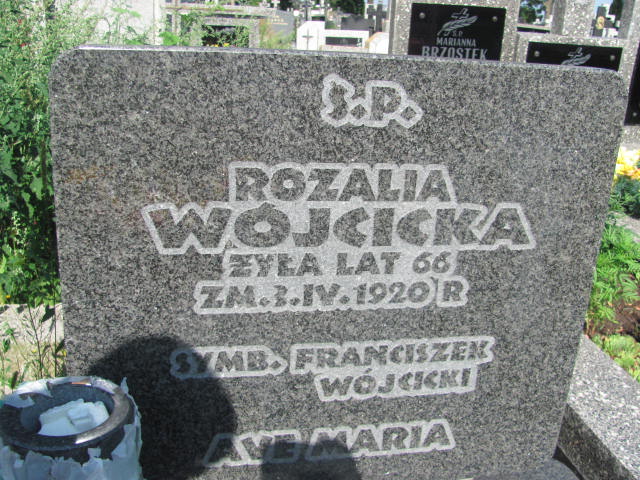 Ś.P.
MARIANNA
BRZOSTEK
Ś.P.
ROZALIA
WÓJCICKA
ŻYŁA LAT 66
ZM. 3.IV.1920 R
SYMB. FRANCISZEK
WÓJCICKI
AVE MARIA